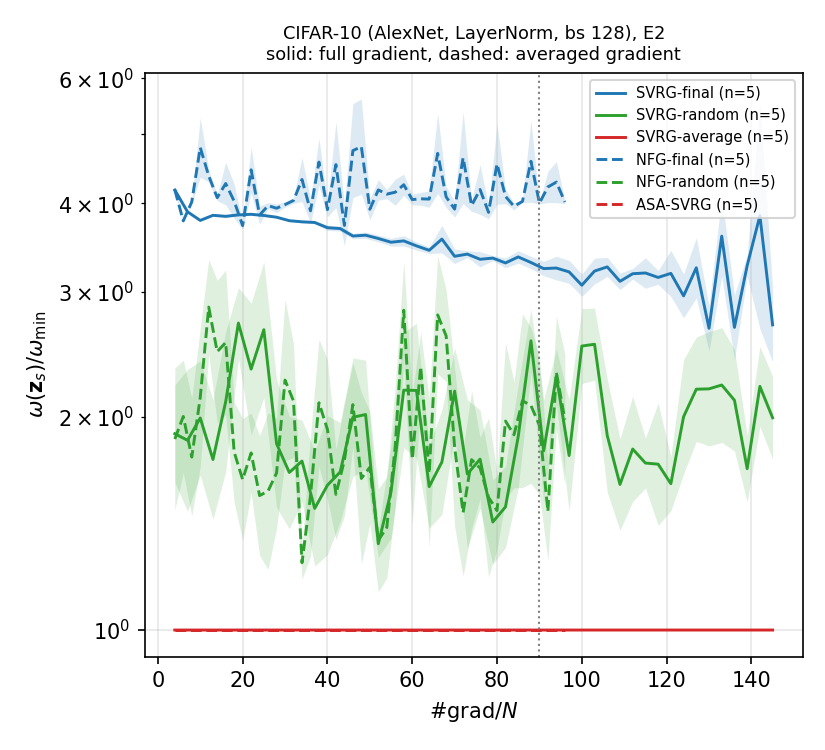 CIFAR-10 (AlexNet, LayerNorm, bs 128), E2
solid: full gradient, dashed: averaged gradient
SVRG-final (n=5)
SVRG-random (n=5)
SVRG-average (n=5)
NFG-final (n=5)
NFG-random (n=5)
ASA-SVRG (n=5)
6 × 10⁰
4 × 10⁰
3 × 10⁰
2 × 10⁰
10⁰
ω(𝐳ₛ)/ω_min
0 20 40 60 80 100 120 140
#grad/N